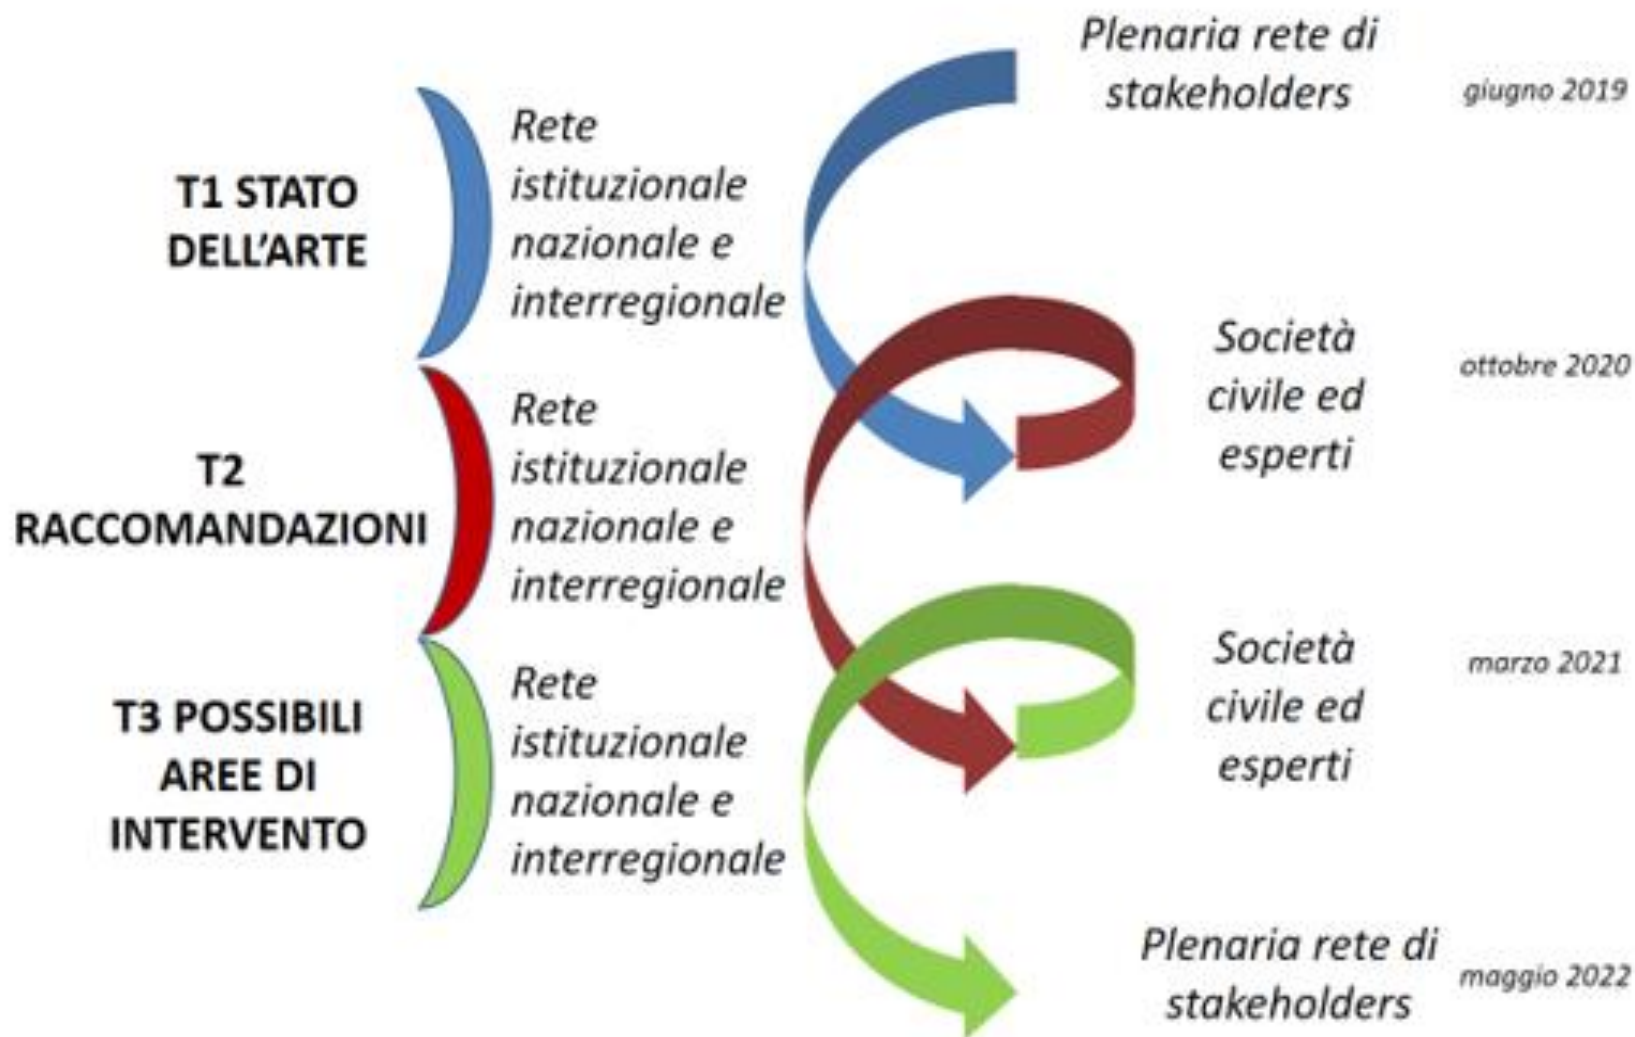 Plenaria rete di
stakeholders
giugno 2019
T1 STATO
DELL'ARTE
Rete
istituzionale
nazionale e
interregionale
Società
civile ed
esperti
ottobre 2020
T2
RACCOMANDAZIONI
Rete
istituzionale
nazionale e
interregionale
Società
civile ed
esperti
marzo 2021
T3 POSSIBILI
AREE DI
INTERVENTO
Rete
istituzionale
nazionale e
interregionale
Plenaria rete di
stakeholders
maggio 2022